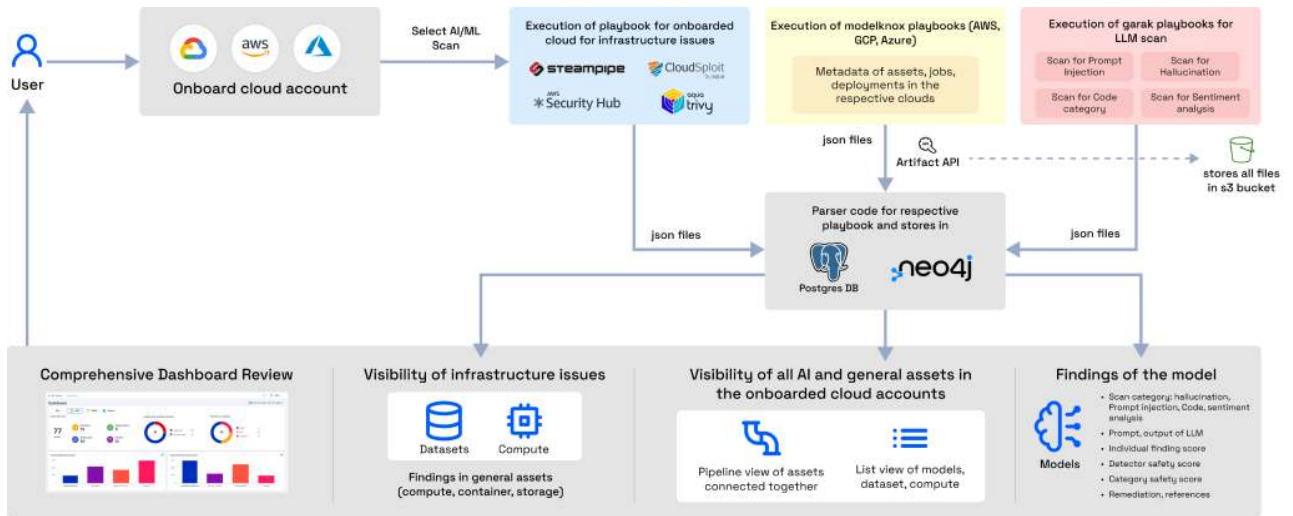 User
aws
Onboard cloud account
Select AI/ML
Scan
Execution of playbook for onboarded
cloud for infrastructure issues
steampipe
CloudSploit
aws
Security Hub
aqua
trivy
Execution of modelknox playbooks (AWS,
GCP, Azure)
Metadata of assets, jobs,
deployments in the
respective clouds
Execution of garak playbooks for
LLM scan
Scan for Prompt
Injection
Scan for
Hallucination
Scan for Code
category
Scan for Sentiment
analysis
json files
Artifact API
stores all files
in s3 bucket
json files
Parser code for respective
playbook and stores in
Postgres DB
neo4j
json files
Comprehensive Dashboard Review
77
Visibility of infrastructure issues
Datasets
Compute
Findings in general assets
(compute, container, storage)
Visibility of all AI and general assets in
the onboarded cloud accounts
Pipeline view of assets
connected together
List view of models,
dataset, compute
Findings of the model
Models
• Scan category: hallucination,
Prompt injection, Code, sentiment
analysis
• Prompt, output of LLM
• Individual finding score
• Detector safety score
• Category safety score
• Remediation, references